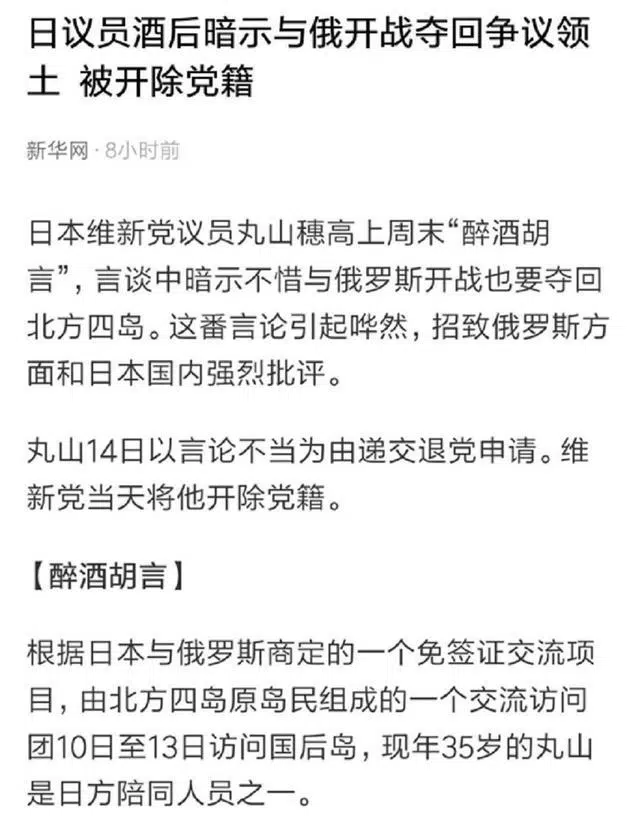 日议员酒后暗示与俄开战夺回争议领
土 被开除党籍
新华网·8小时前
日本维新党议员丸山穗高上周末“醉酒胡
言”，言谈中暗示不惜与俄罗斯开战也要夺回
北方四岛。这番言论引起哗然，招致俄罗斯方
面和日本国内强烈批评。
丸山14日以言论不当为由递交退党申请。维
新党当天将他开除党籍。
【醉酒胡言】
根据日本与俄罗斯商定的一个免签证交流项
目，由北方四岛原岛民组成的一个交流访问
团10日至13日访问国后岛，现年35岁的丸山
是日方陪同人员之一。